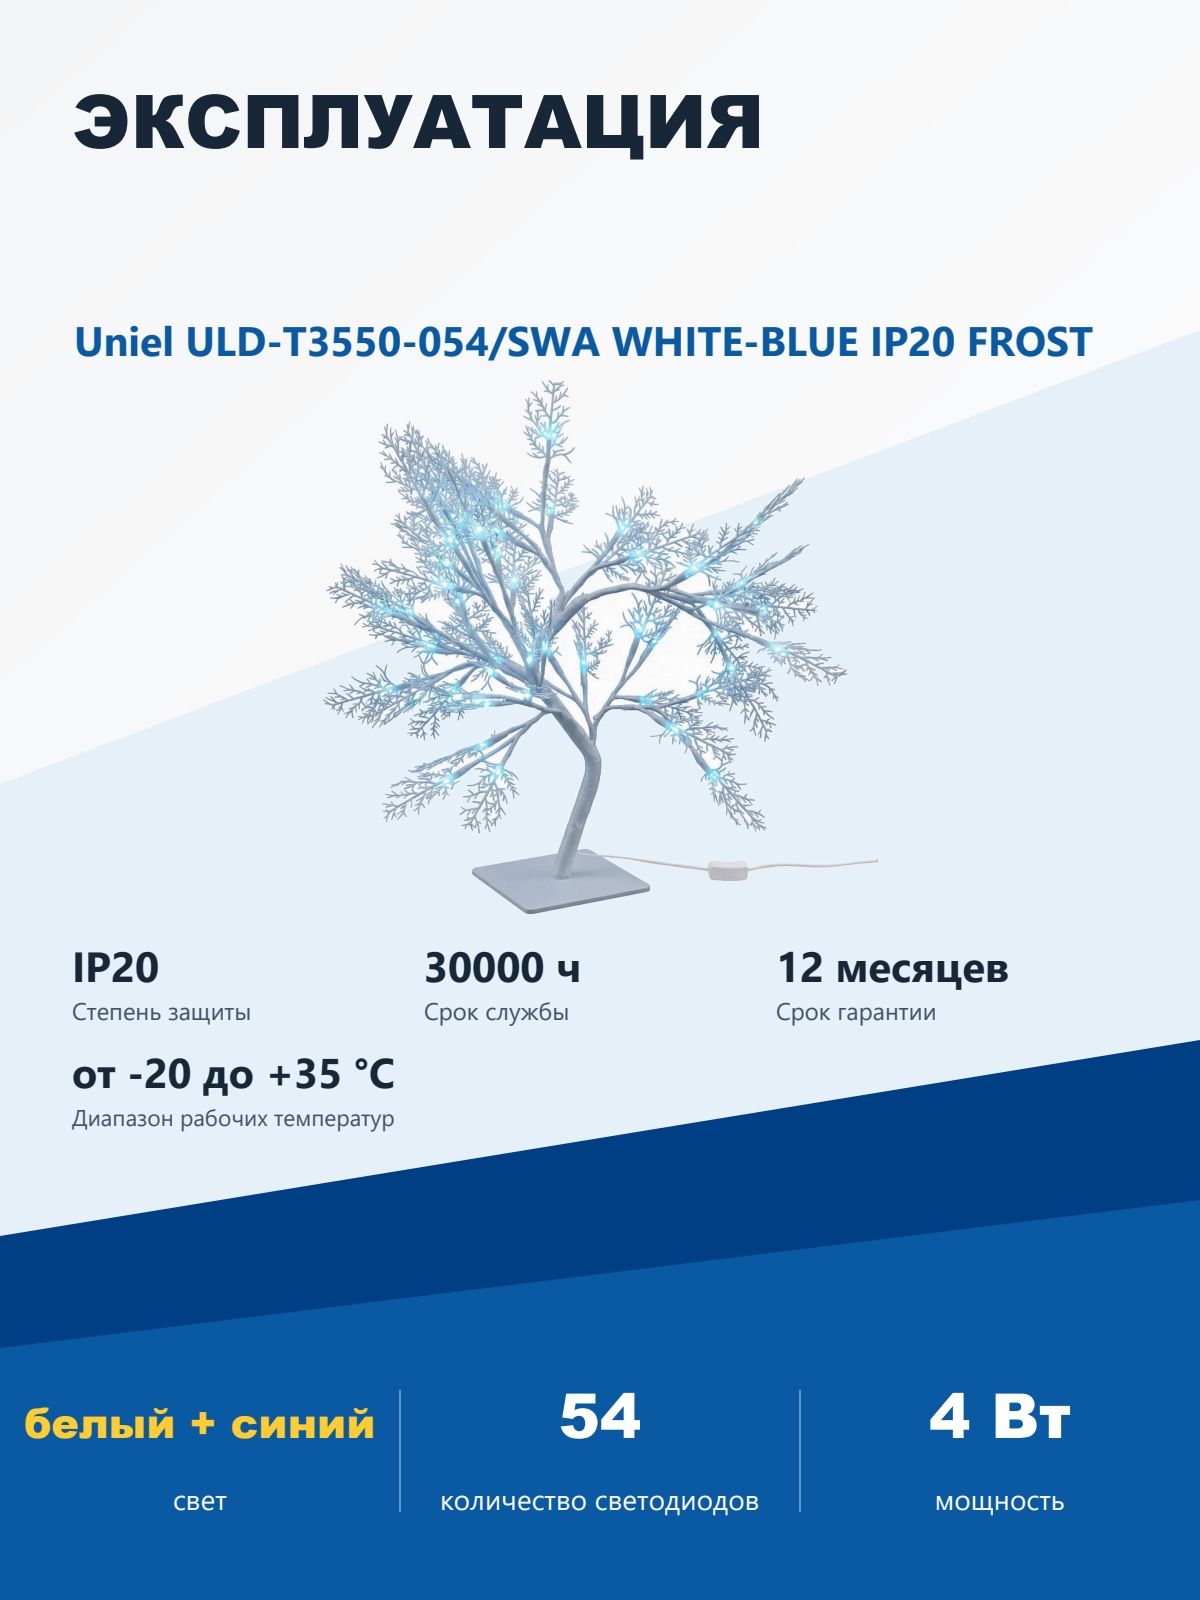 ЭКСПЛУАТАЦИЯ
Uniel ULD-T3550-054/SWA WHITE-BLUE IP20 FROST
IP20
Степень защиты
30000 ч
Срок службы
12 месяцев
Срок гарантии
от -20 до +35 °C
Диапазон рабочих температур
белый + синий
свет
54
количество светодиодов
4 Вт
мощность